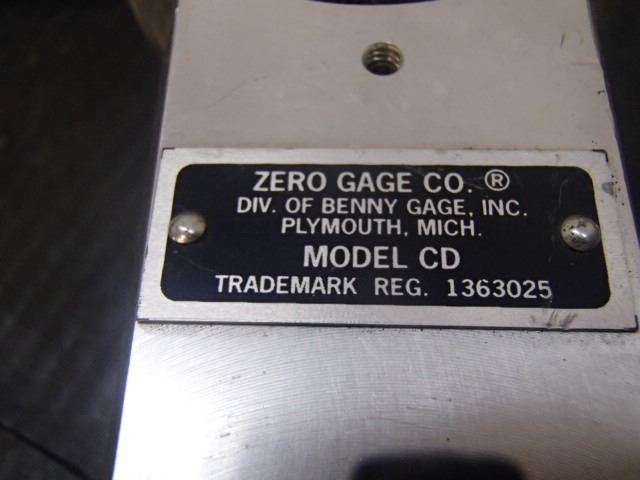 ZERO GAGE CO. ®
DIV. OF BENNY GAGE, INC.
PLYMOUTH, MICH.
MODEL CD
TRADEMARK REG. 1363025